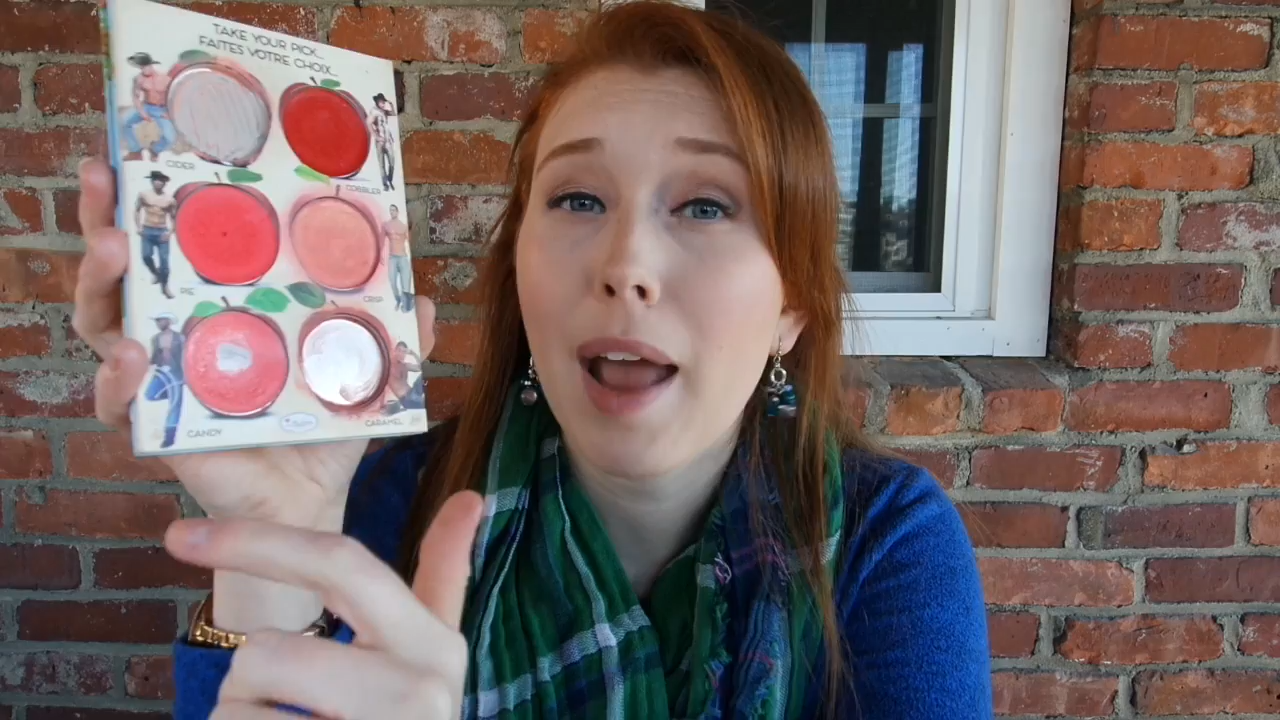 TAKE YOUR PICK...
FAITES VOTRE CHOIX...
CIDER
COBBLER
PIE
CRISP
CANDY
CARAMEL